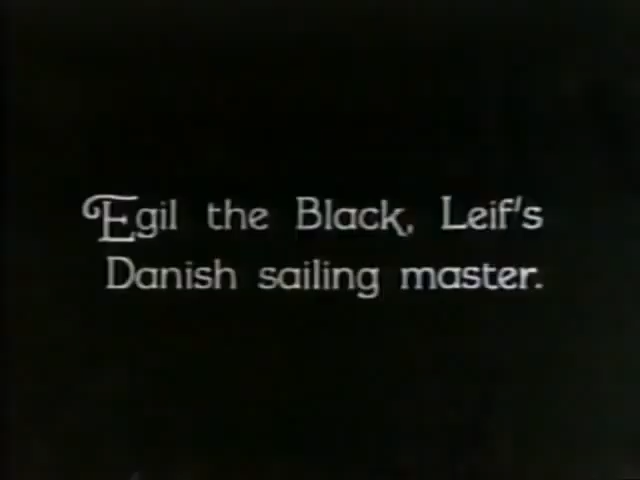 Egil the Black, Leif's
Danish sailing master.